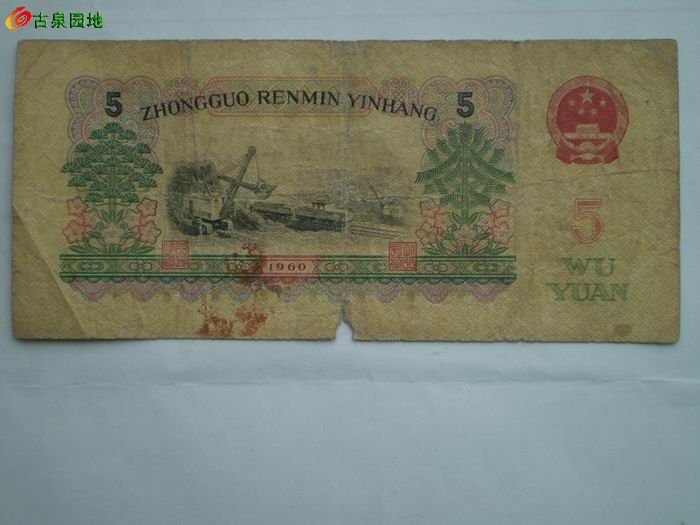 古泉园地
5 ZHONGGUO RENMIN YINHANG 5
5
WU
YUAN
1960